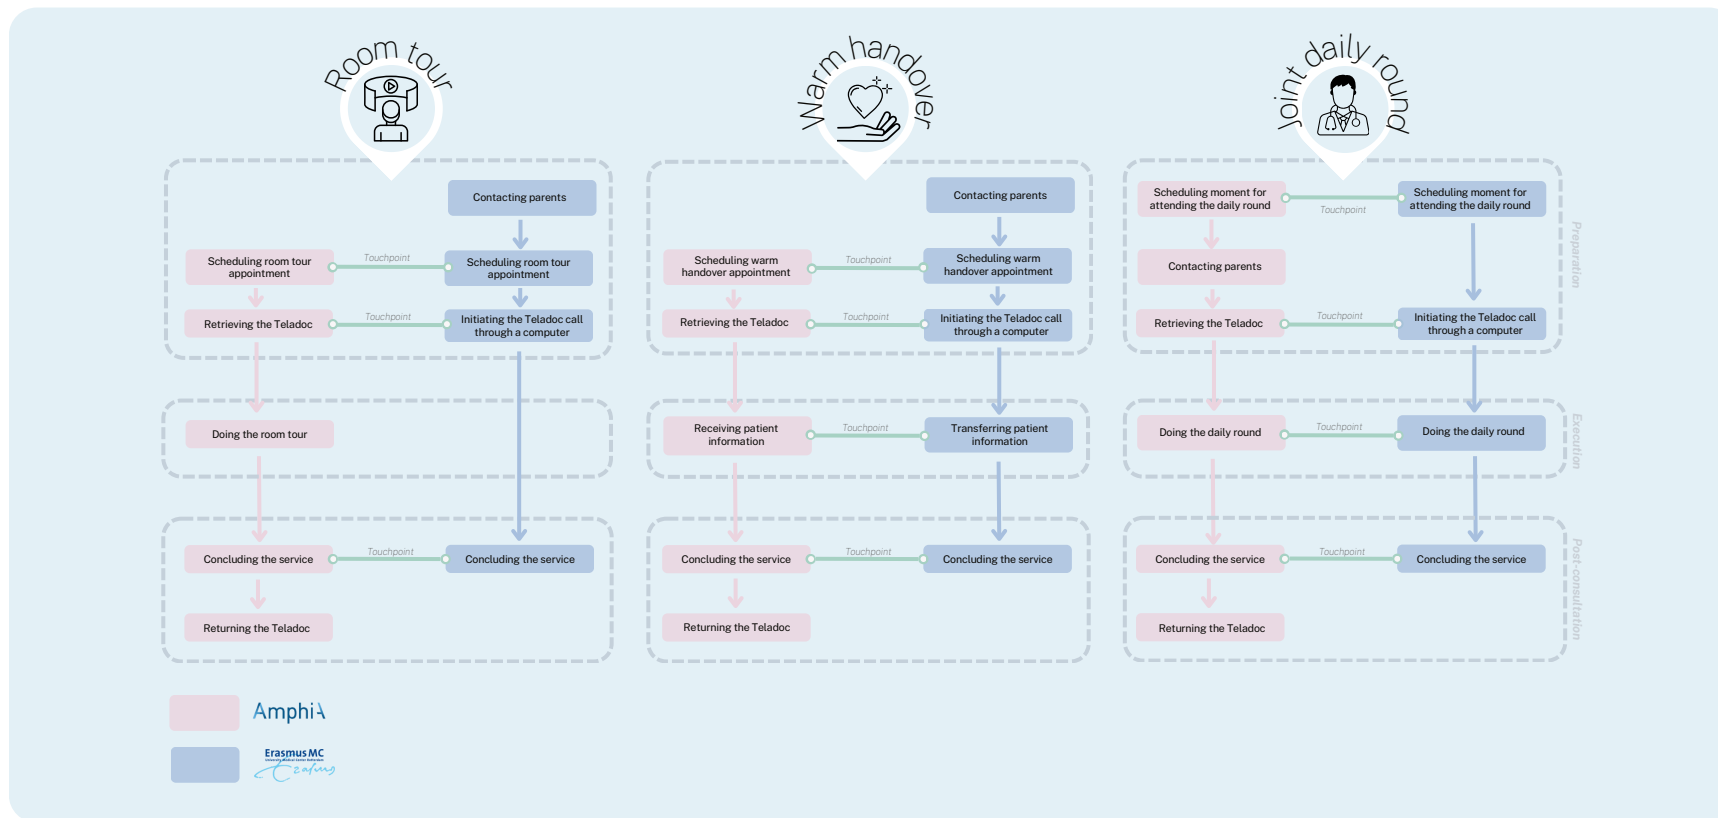 Room tour
Contacting parents
Scheduling room tour
appointment
Touchpoint
Scheduling room tour
appointment
Retrieving the Teladoc
Touchpoint
Initiating the Teladoc call
through a computer
Doing the room tour
Concluding the service
Touchpoint
Concluding the service
Returning the Teladoc
Warm handover
Contacting parents
Scheduling warm
handover appointment
Touchpoint
Scheduling warm
handover appointment
Retrieving the Teladoc
Touchpoint
Initiating the Teladoc call
through a computer
Receiving patient
information
Touchpoint
Transferring patient
information
Concluding the service
Touchpoint
Concluding the service
Returning the Teladoc
Joint daily round
Scheduling moment for
attending the daily round
Touchpoint
Scheduling moment for
attending the daily round
Contacting parents
Retrieving the Teladoc
Touchpoint
Initiating the Teladoc call
through a computer
Preparation
Doing the daily round
Touchpoint
Doing the daily round
Execution
Concluding the service
Touchpoint
Concluding the service
Returning the Teladoc
Post-consultation
Amphia
Erasmus MC
University Medical Center Rotterdam
Erasmus